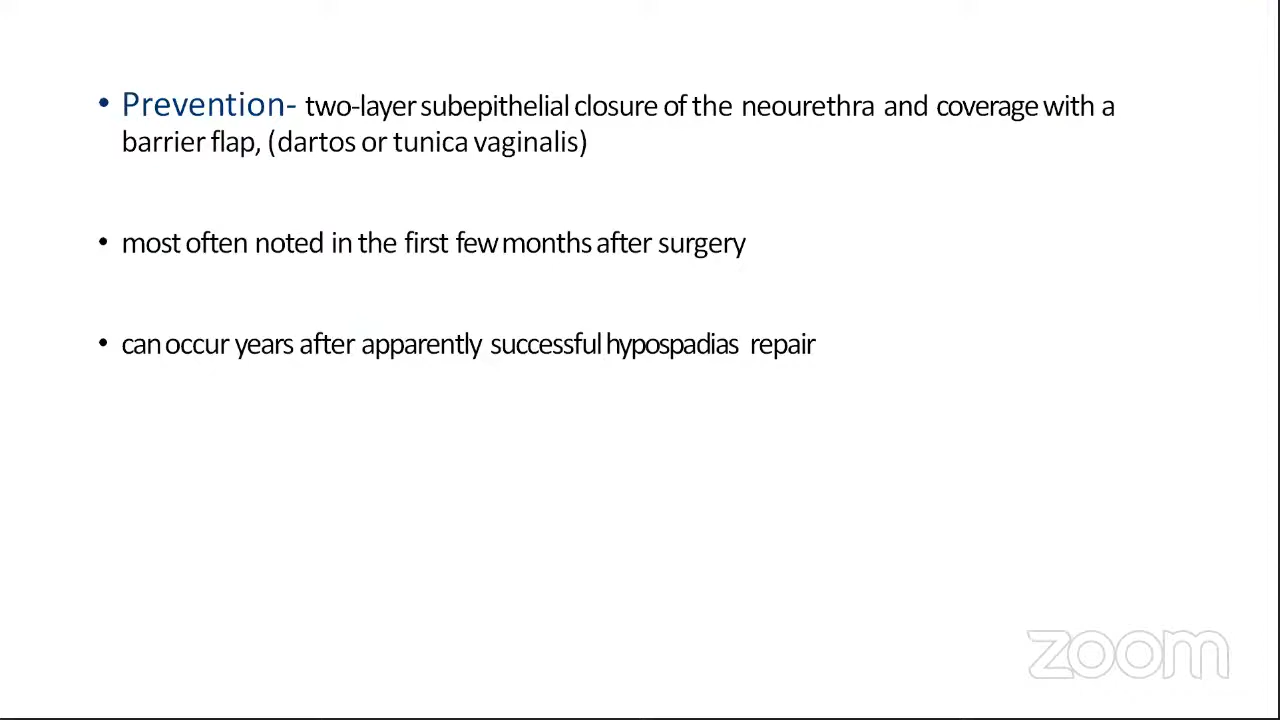 • Prevention- two-layer subepithelial closure of the neourethra and coverage with a
barrier flap, (dartos or tunica vaginalis)
• most often noted in the first few months after surgery
• can occur years after apparently successful hypospadias repair
zoom